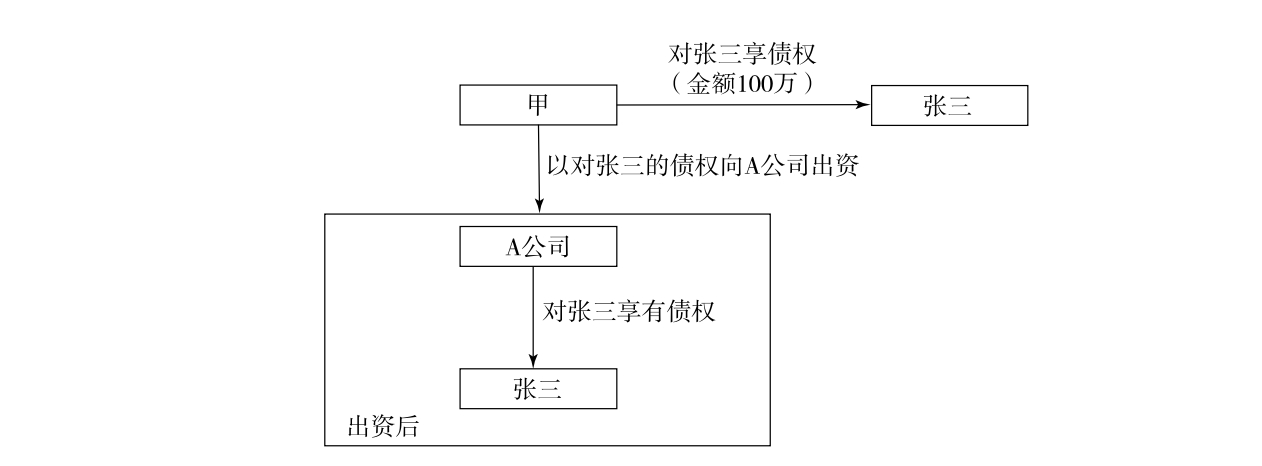 对张三享债权
（金额100万）
甲
张三
以对张三的债权向A公司出资
A公司
对张三享有债权
张三
出资后